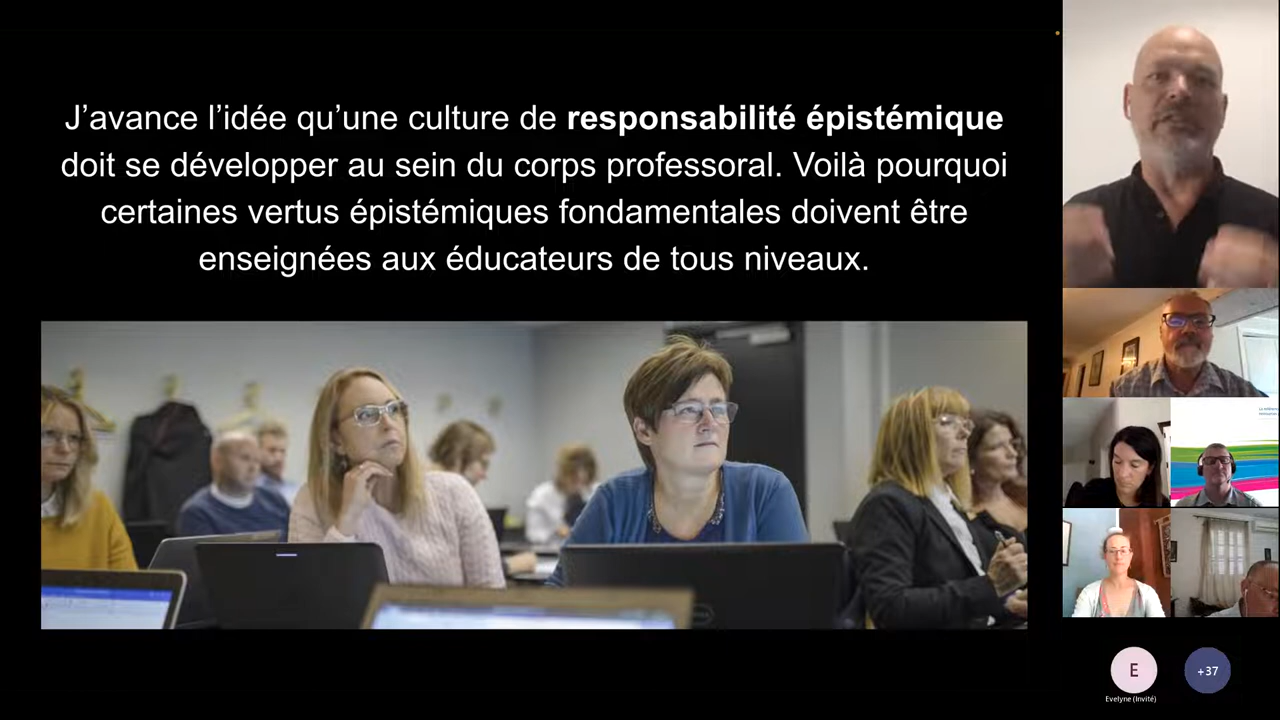 J'avance l'idée qu'une culture de responsabilité épistémique
doit se développer au sein du corps professoral. Voilà pourquoi
certaines vertus épistémiques fondamentales doivent être
enseignées aux éducateurs de tous niveaux.
E
+37
Evelyne (Invité)